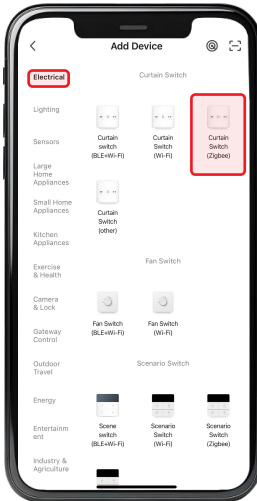 Add Device
Electrical
Lighting
Sensors
Large
Home
Appliances
Small Home
Appliances
Kitchen
Appliances
Exercise
& Health
Camera
& Lock
Gateway
Control
Outdoor
Travel
Energy
Entertainm
ent
Industry &
Agriculture
Curtain Switch
Curtain
Switch
(BLE+Wi-Fi)
Curtain
Switch
(Wi-Fi)
Curtain
Switch
(Zigbee)
Curtain
Switch
(other)
Fan Switch
Fan Switch
(BLE+Wi-Fi)
Fan Switch
(Wi-Fi)
Scenario Switch
Scene
switch
(BLE+Wi-Fi)
Scenario
Switch
(Wi-Fi)
Scenario
Switch
(Zigbee)